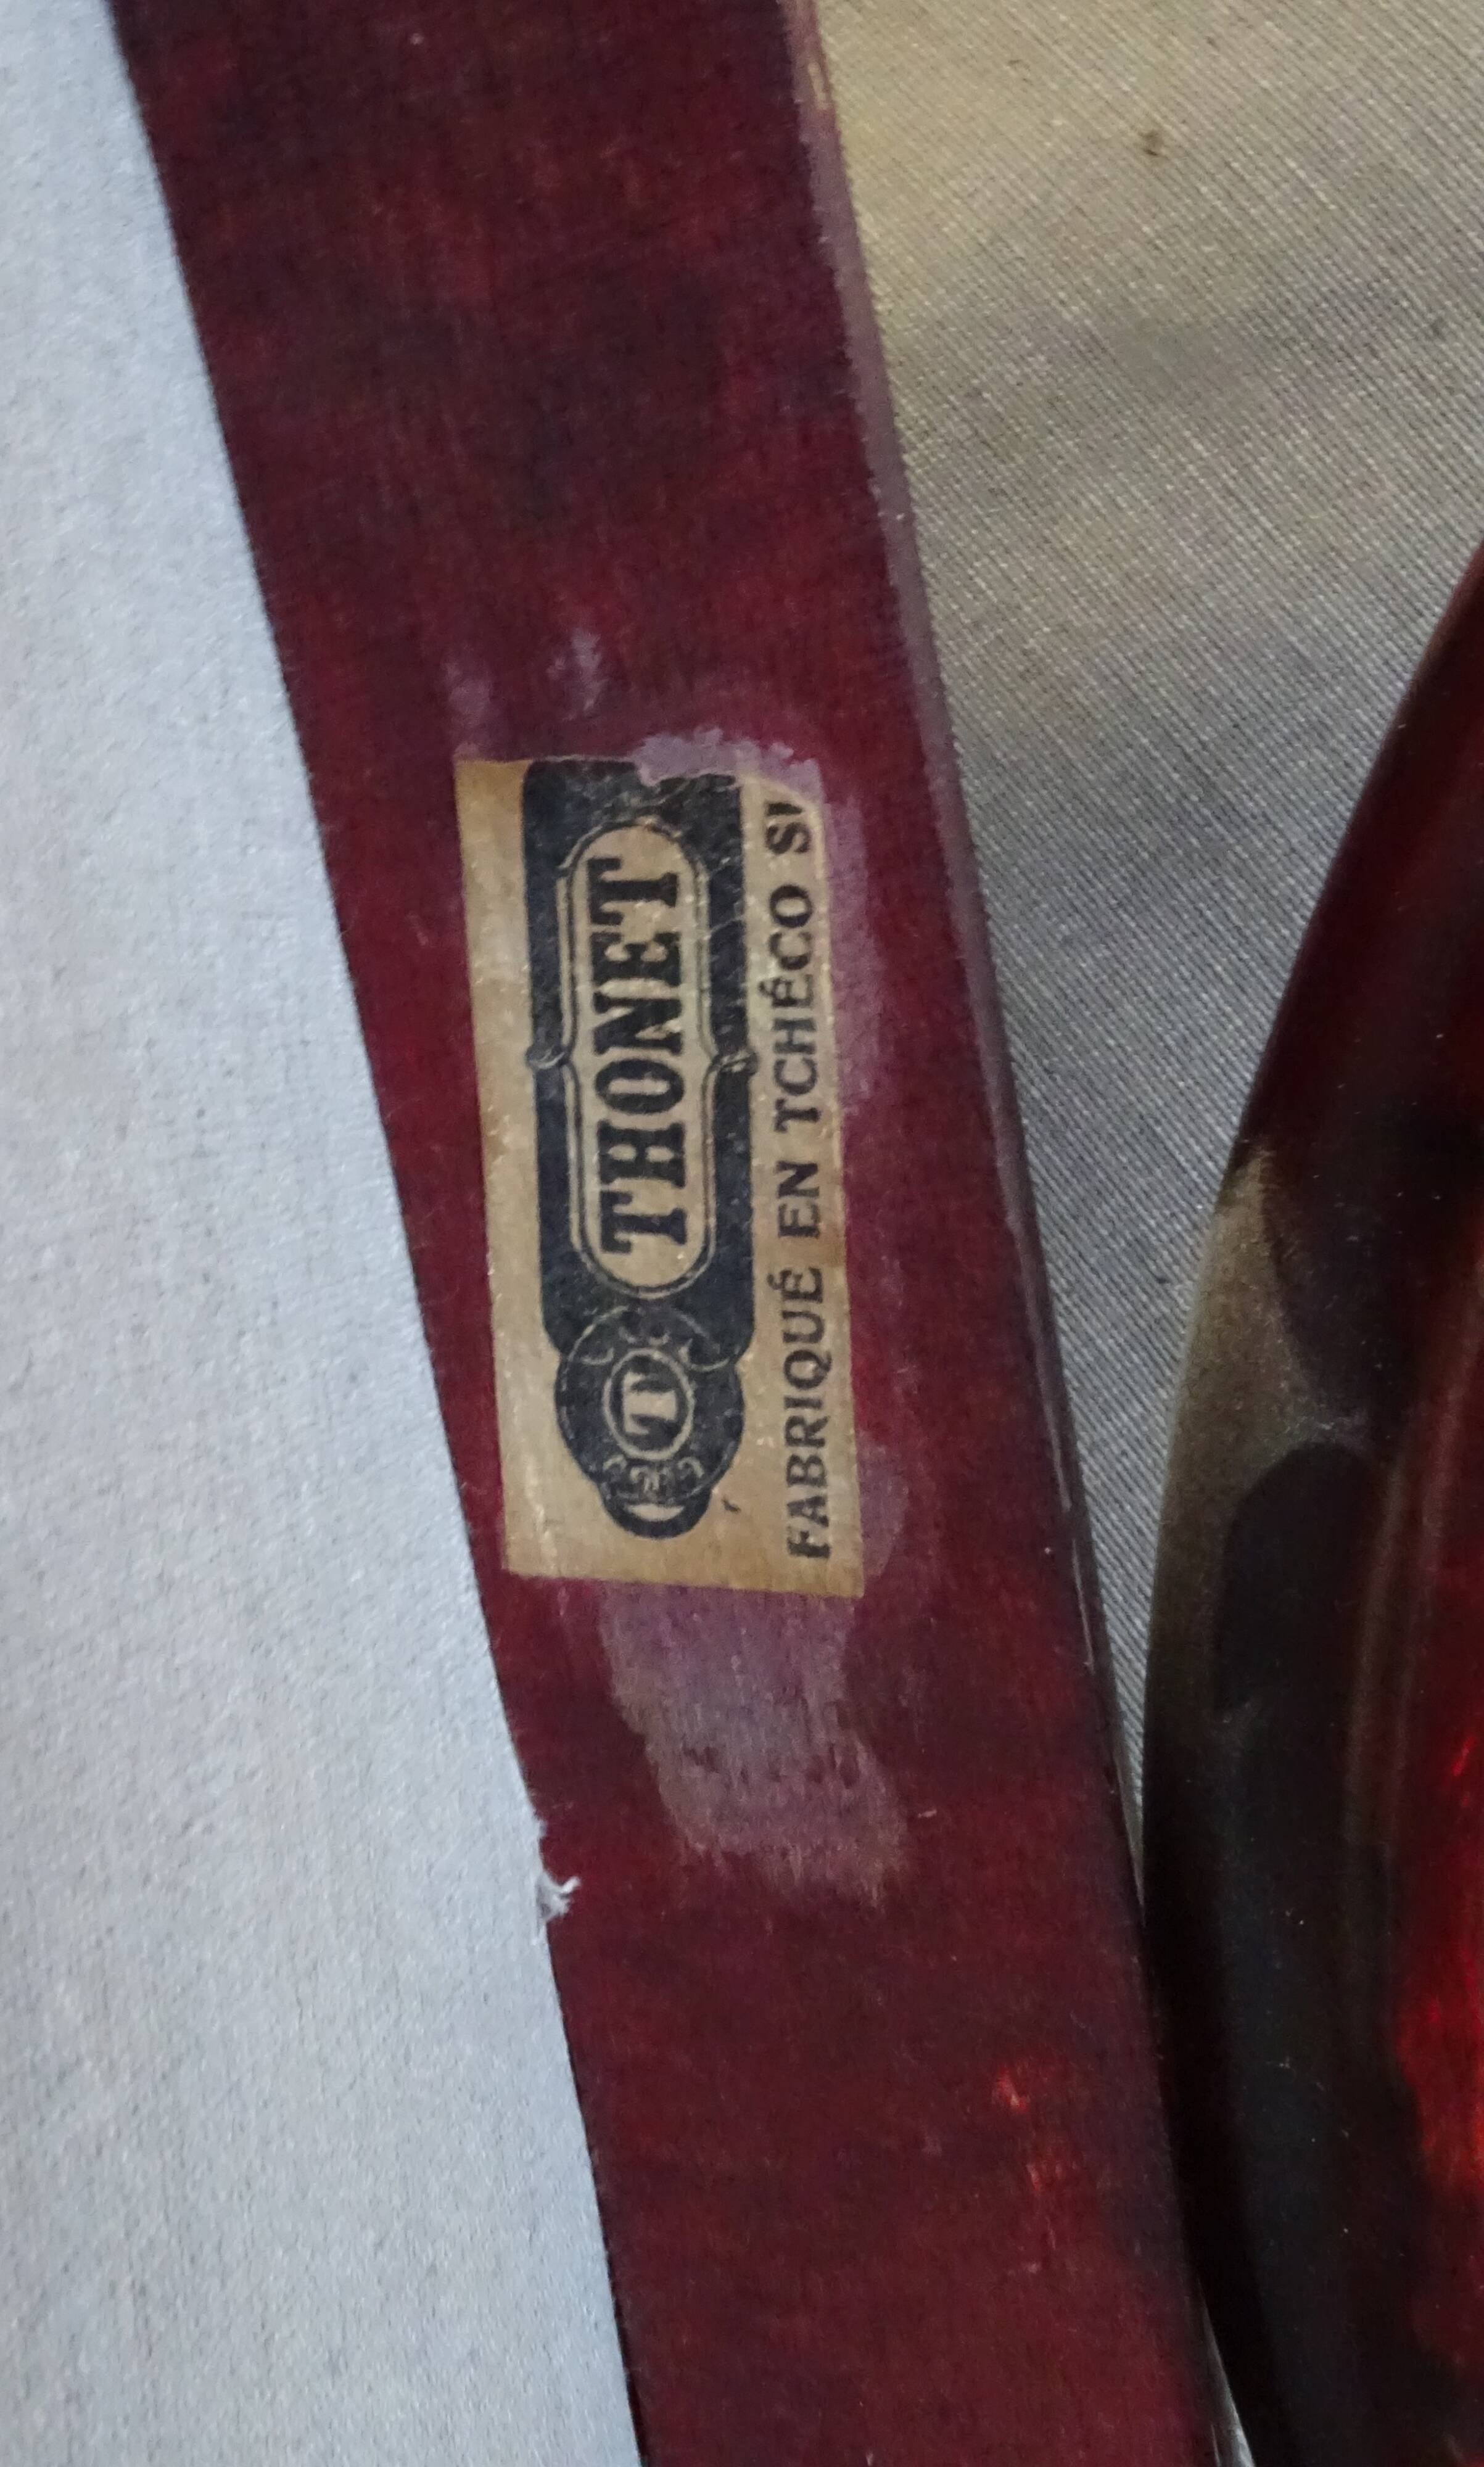 T THONET
FABRIQUÉ EN TCHÉCO